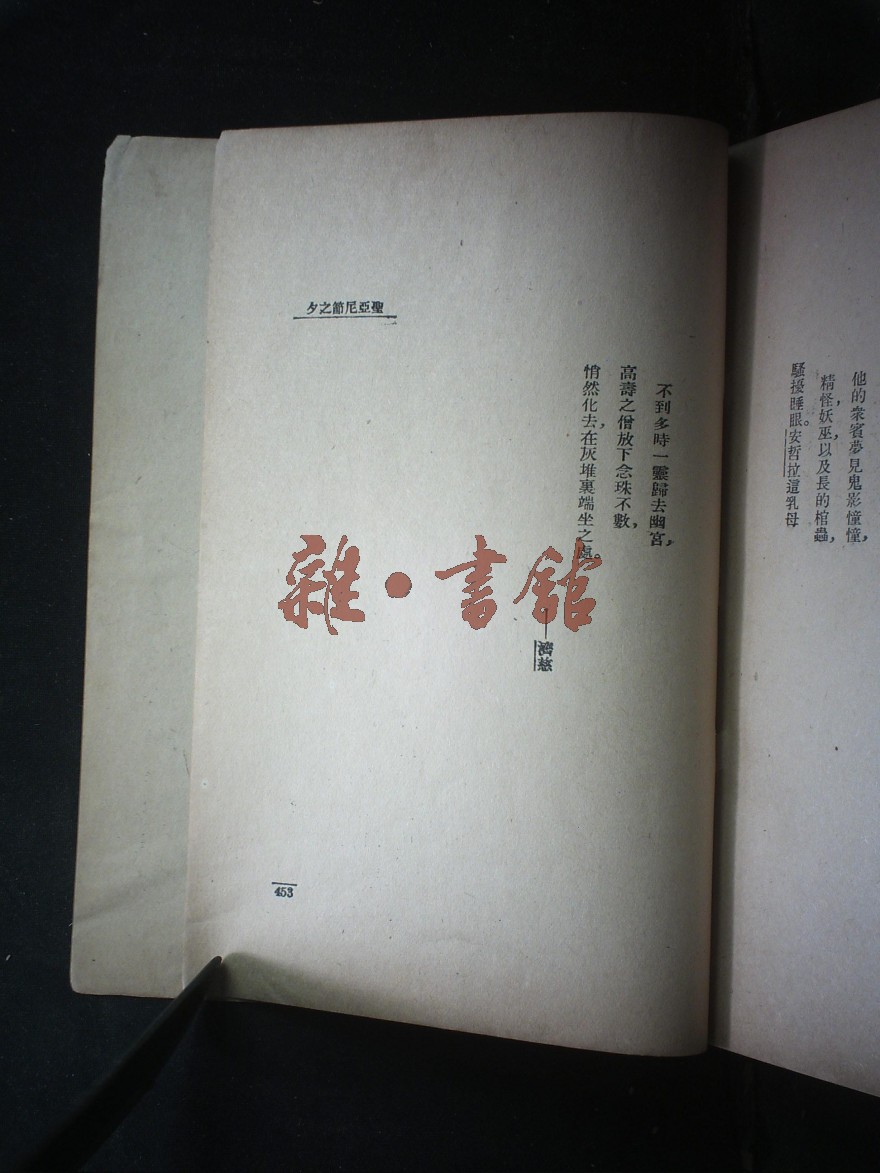 他的衆賓夢見鬼影憧憧,
精怪,妖巫,以及長的棺蟲,
騷擾睡眼。安哲拉這乳母
聖亞尼節之夕
不到多時一靈歸去幽宮,
高壽之僧放下念珠不數,
悄然化去,在灰堆裏端坐之處。
——濟慈
453
雜·書館